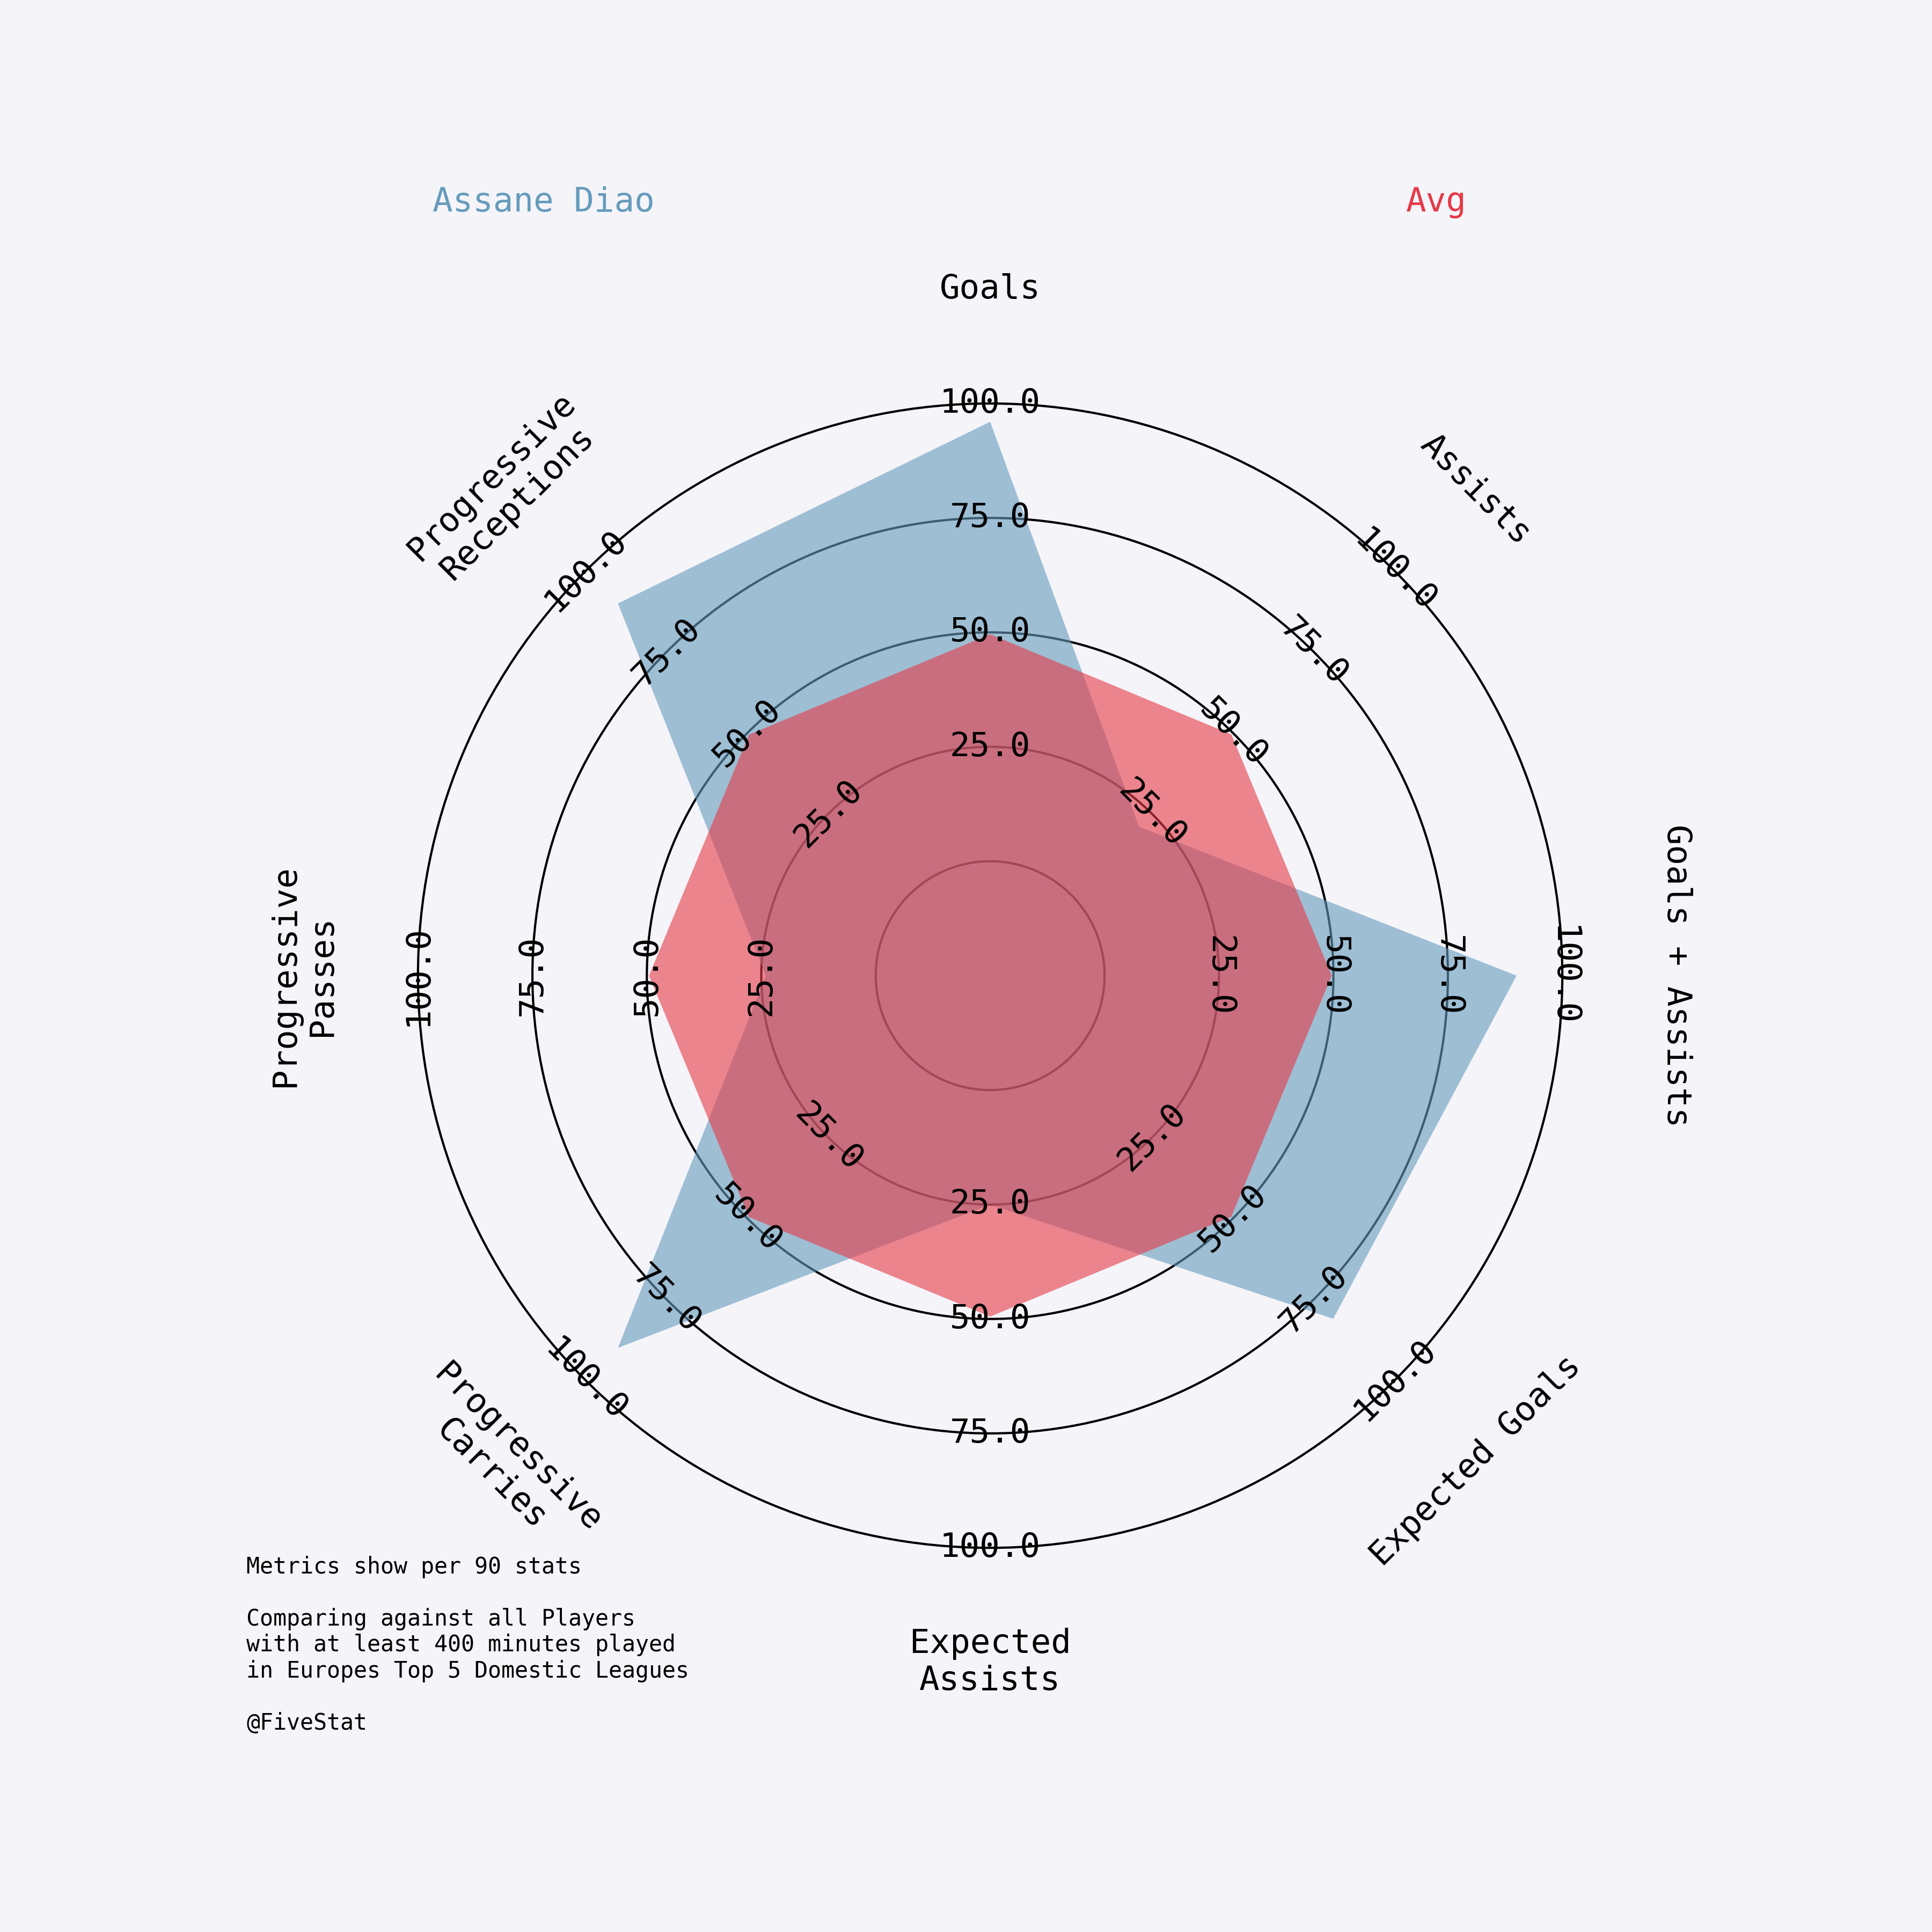 Assane Diao
Avg
Goals
Assists
Goals + Assists
Expected Goals
Expected
Assists
Progressive
Carries
Progressive
Passes
Progressive
Receptions
25.0
50.0
75.0
100.0
25.0
50.0
75.0
100.0
25.0
50.0
75.0
100.0
25.0
50.0
75.0
100.0
25.0
50.0
75.0
100.0
25.0
50.0
75.0
100.0
25.0
50.0
75.0
100.0
25.0
50.0
75.0
100.0
Metrics show per 90 stats
Comparing against all Players
with at least 400 minutes played
in Europes Top 5 Domestic Leagues
@FiveStat